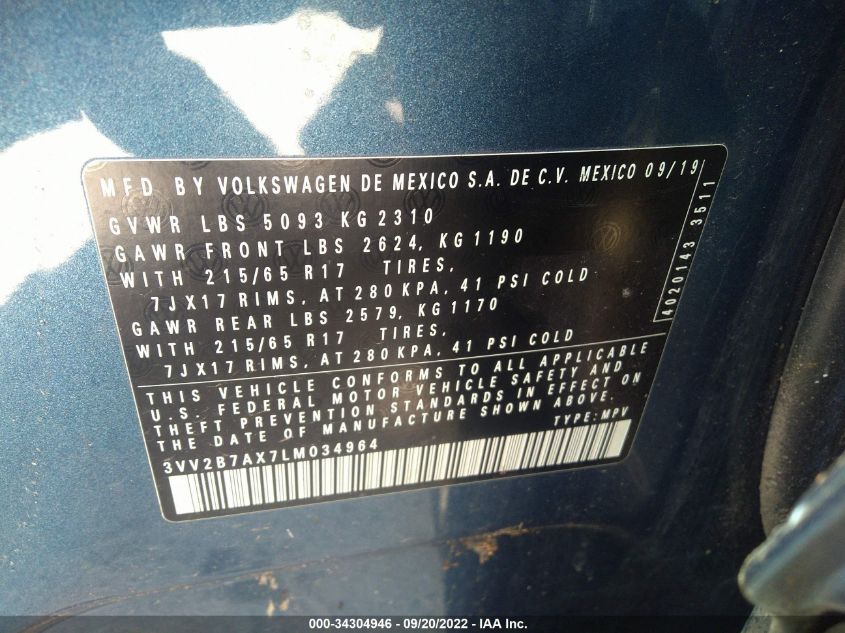 MFD. BY VOLKSWAGEN DE MEXICO S.A. DE C.V. MEXICO 09/19
GVWR LBS 5093 KG 2310
GAWR FRONT LBS 2624, KG 1190
WITH 215/65 R17 TIRES,
7JX17 RIMS, AT 280 KPA, 41 PSI COLD
GAWR REAR LBS 2579, KG 1170
WITH 215/65 R17 TIRES,
7JX17 RIMS, AT 280 KPA, 41 PSI COLD
4020143 3511
THIS VEHICLE CONFORMS TO ALL APPLICABLE
U.S. FEDERAL MOTOR VEHICLE SAFETY AND
THEFT PREVENTION STANDARDS IN EFFECT ON
THE DATE OF MANUFACTURE SHOWN ABOVE.
TYPE: MPV
3VV2B7AX7LM034964
000-34304946 - 09/20/2022 - IAA Inc.